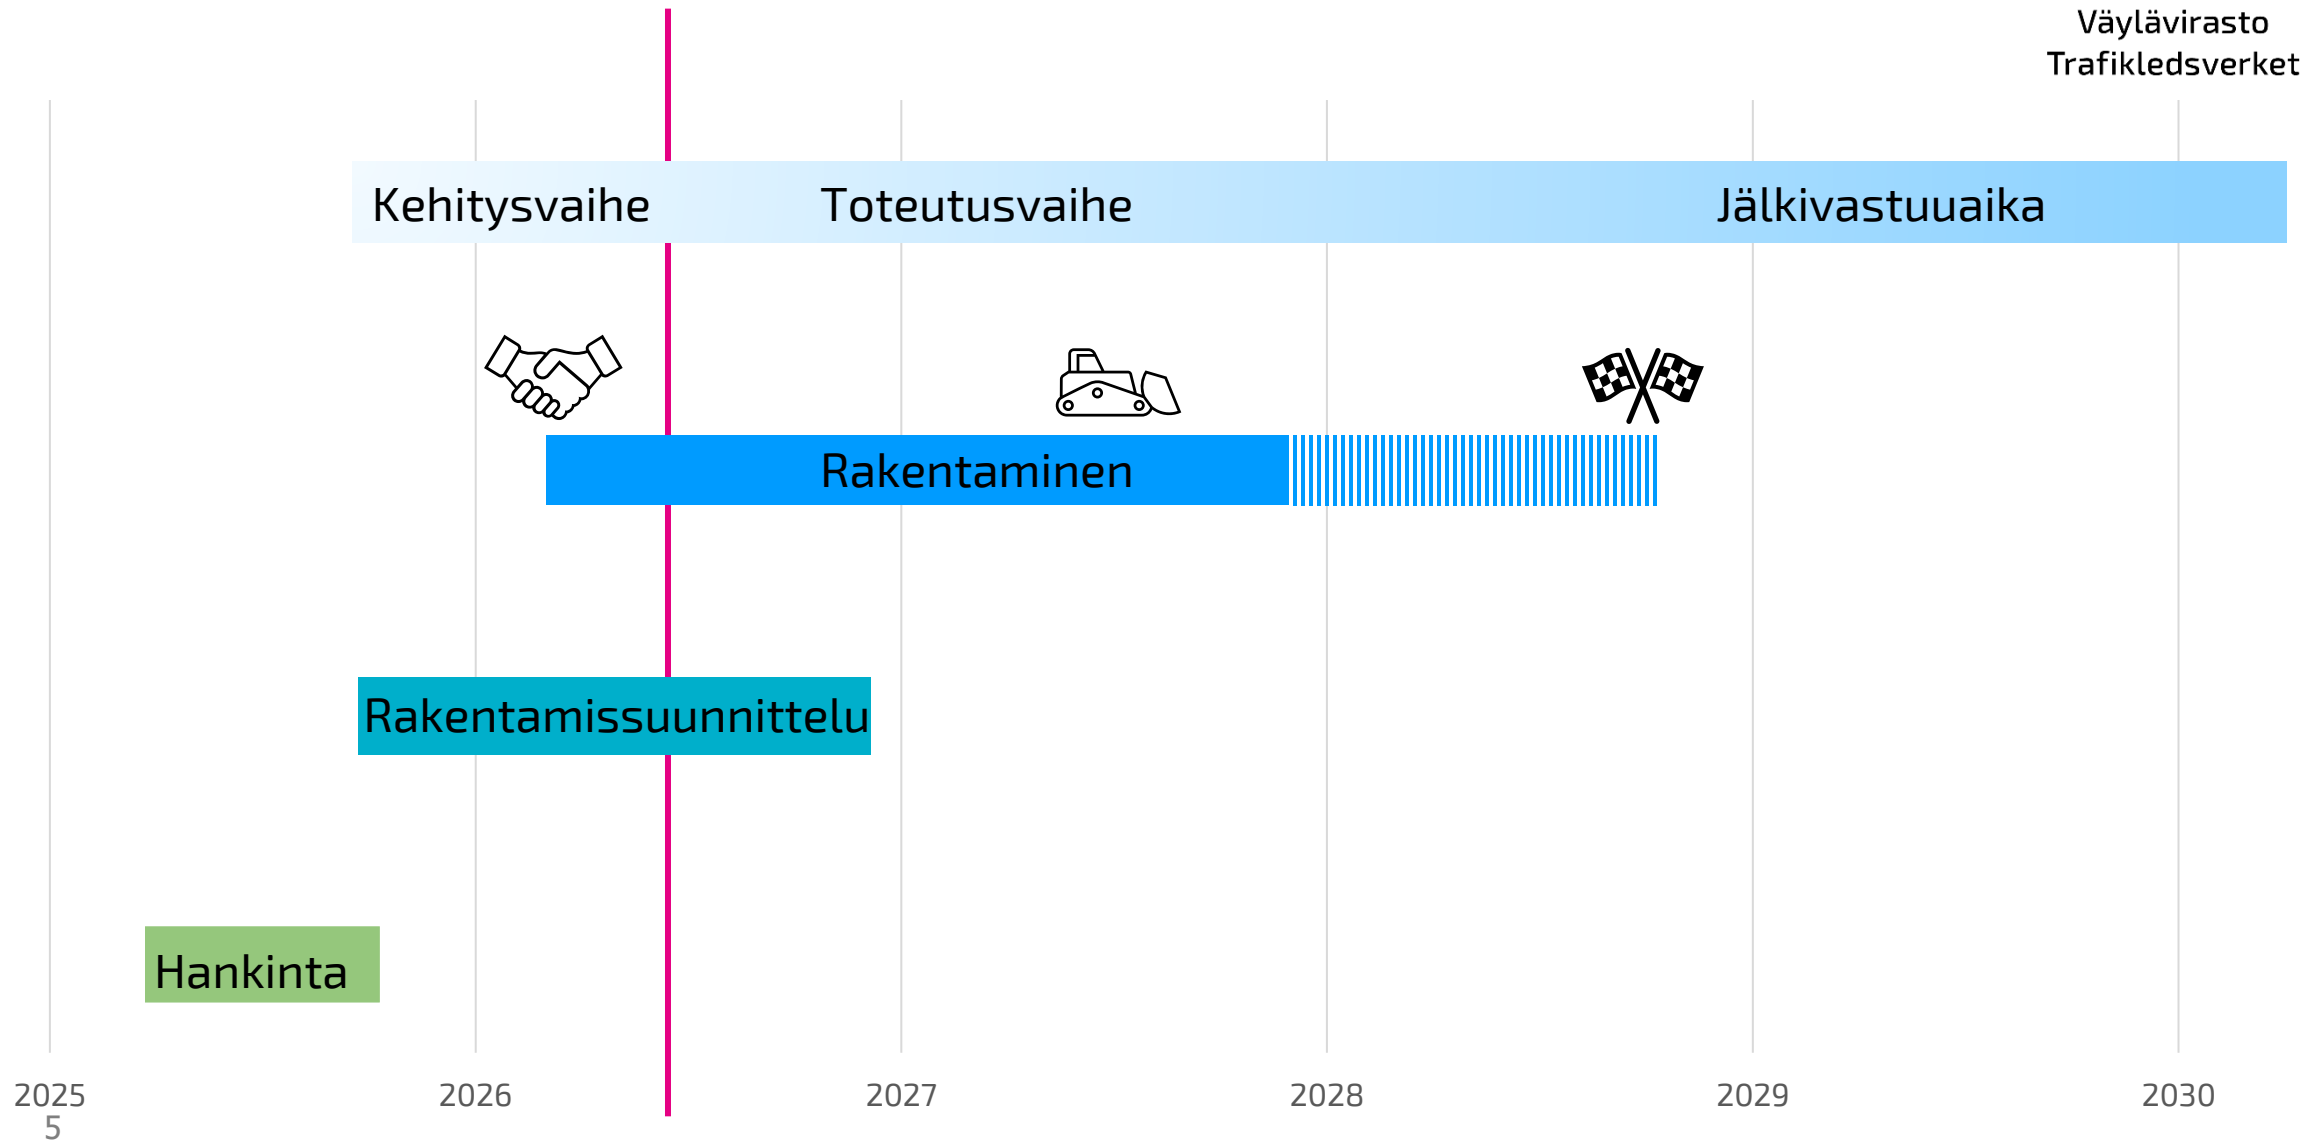 Väylävirasto
Trafikledsverket
Kehitysvaihe Toteutusvaihe Jälkivastuuaika
Rakentaminen
Rakentamissuunnittelu
Hankinta
2025 2026 2027 2028 2029 2030
5